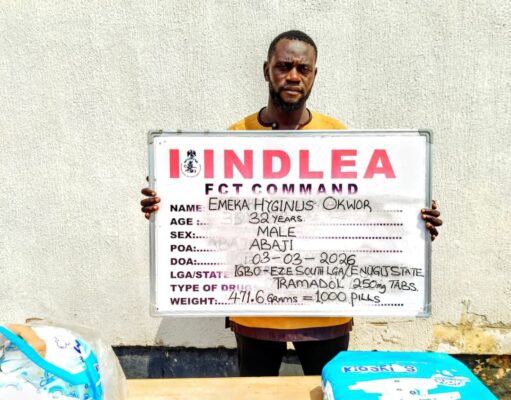 NDLEA
FCT COMMAND
NAME: EMEKA HYGINUS OKWOR
AGE: 32 YEARS
SEX: MALE
POA: ABAJI
DOA: 03-03-2026
LGA/STATE IGBO-EZE SOUTH LGA/ENUGU STATE
TYPE OF DRUG TRAMADOL 250mg TABS.
WEIGHT: 471.6 GRAMS = 1000 PILLS